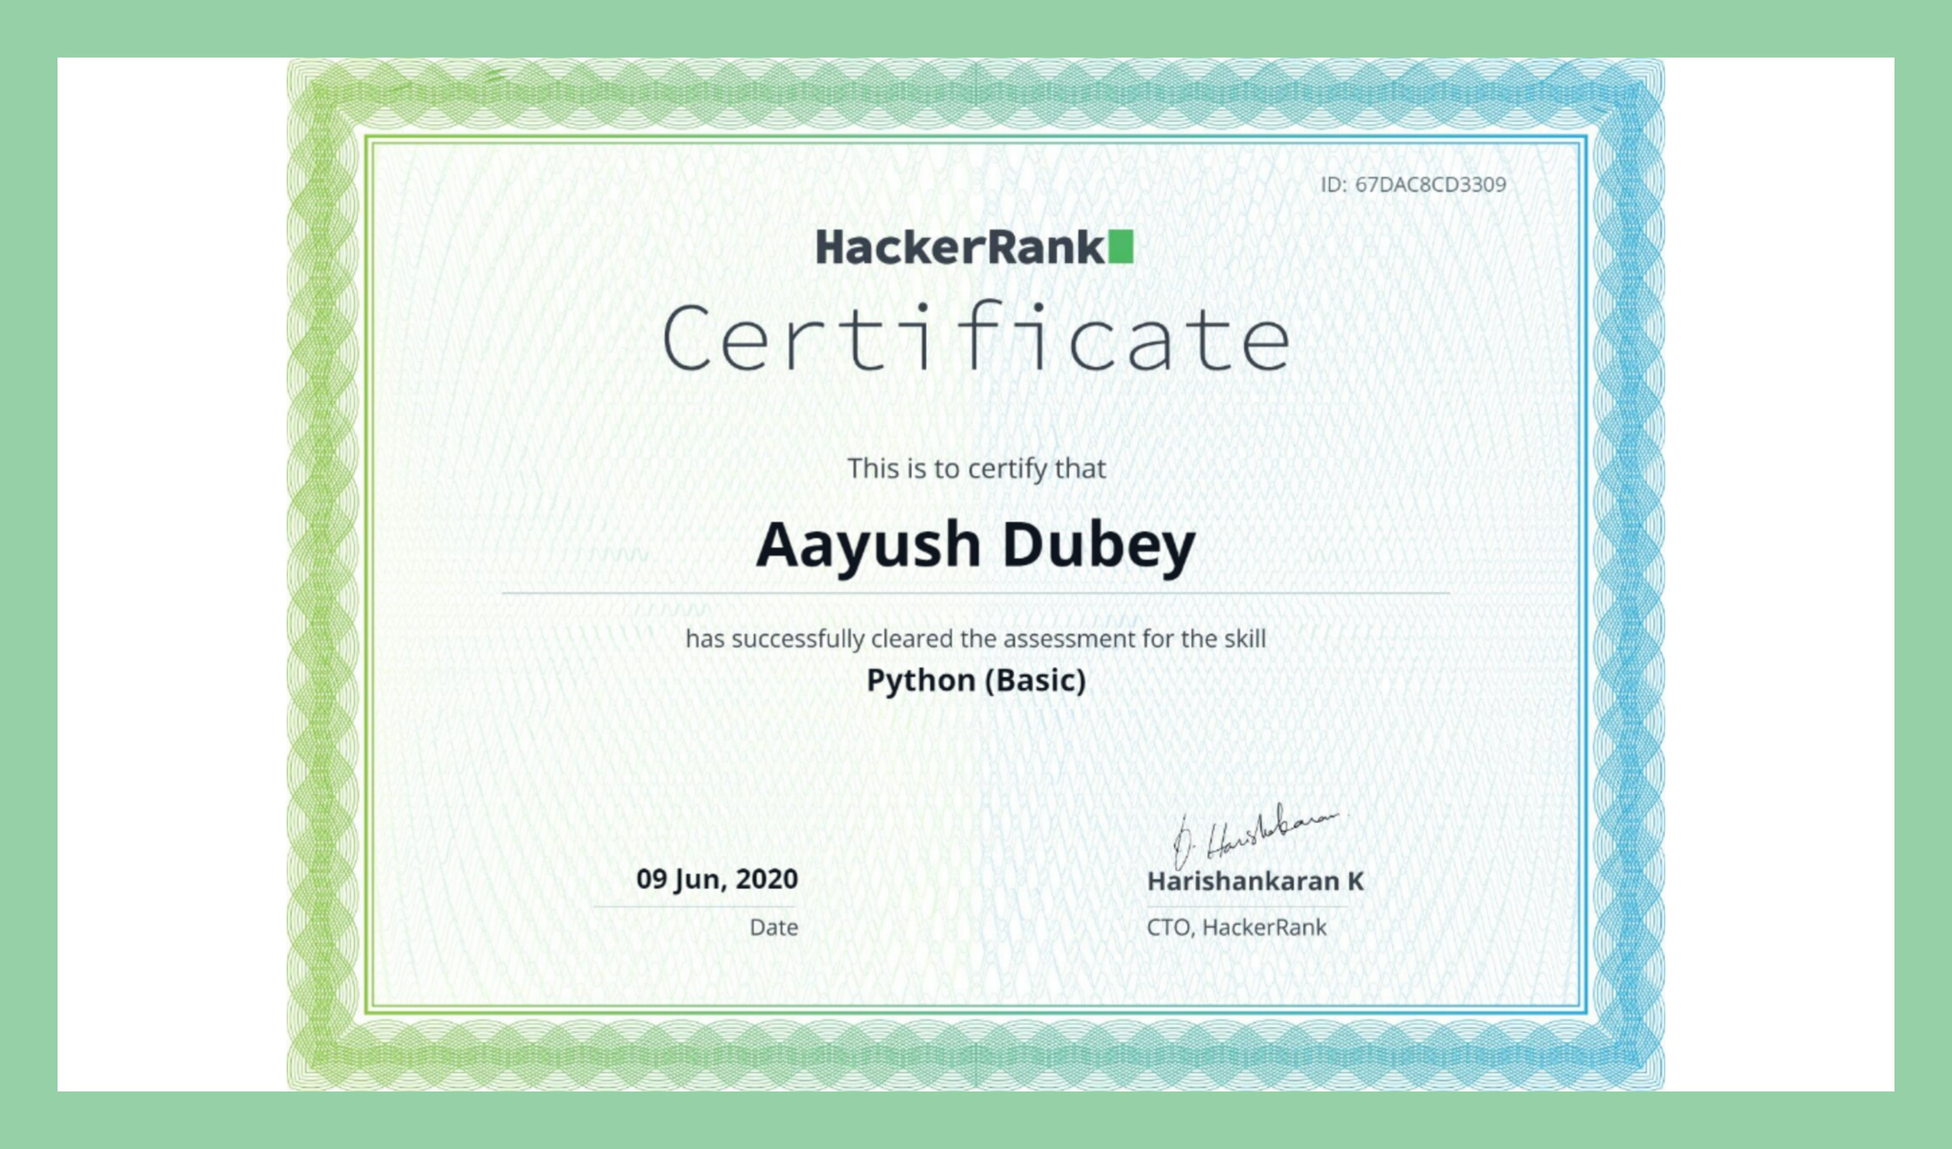 ID: 67DAC8CD3309
HackerRank
Certificate
This is to certify that
Aayush Dubey
has successfully cleared the assessment for the skill
Python (Basic)
D. Harishankaran
09 Jun, 2020
Harishankaran K
Date
CTO, HackerRank